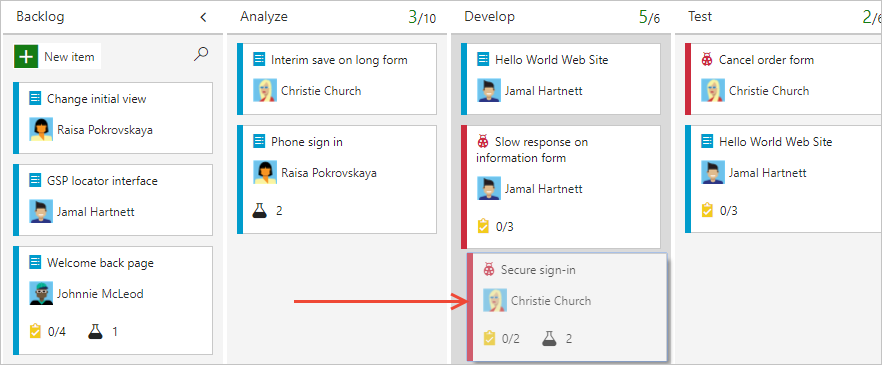 Backlog
New item
Change initial view
Raisa Pokrovskaya
GSP locator interface
Jamal Hartnett
Welcome back page
Johnnie McLeod
0/4 1
Analyze 3/10
Interim save on long form
Christie Church
Phone sign in
Raisa Pokrovskaya
2
Develop 5/6
Hello World Web Site
Jamal Hartnett
Slow response on
information form
Jamal Hartnett
0/3
Secure sign-in
Christie Church
0/2 2
Test 2/6
Cancel order form
Christie Church
Hello World Web Site
Jamal Hartnett
0/3